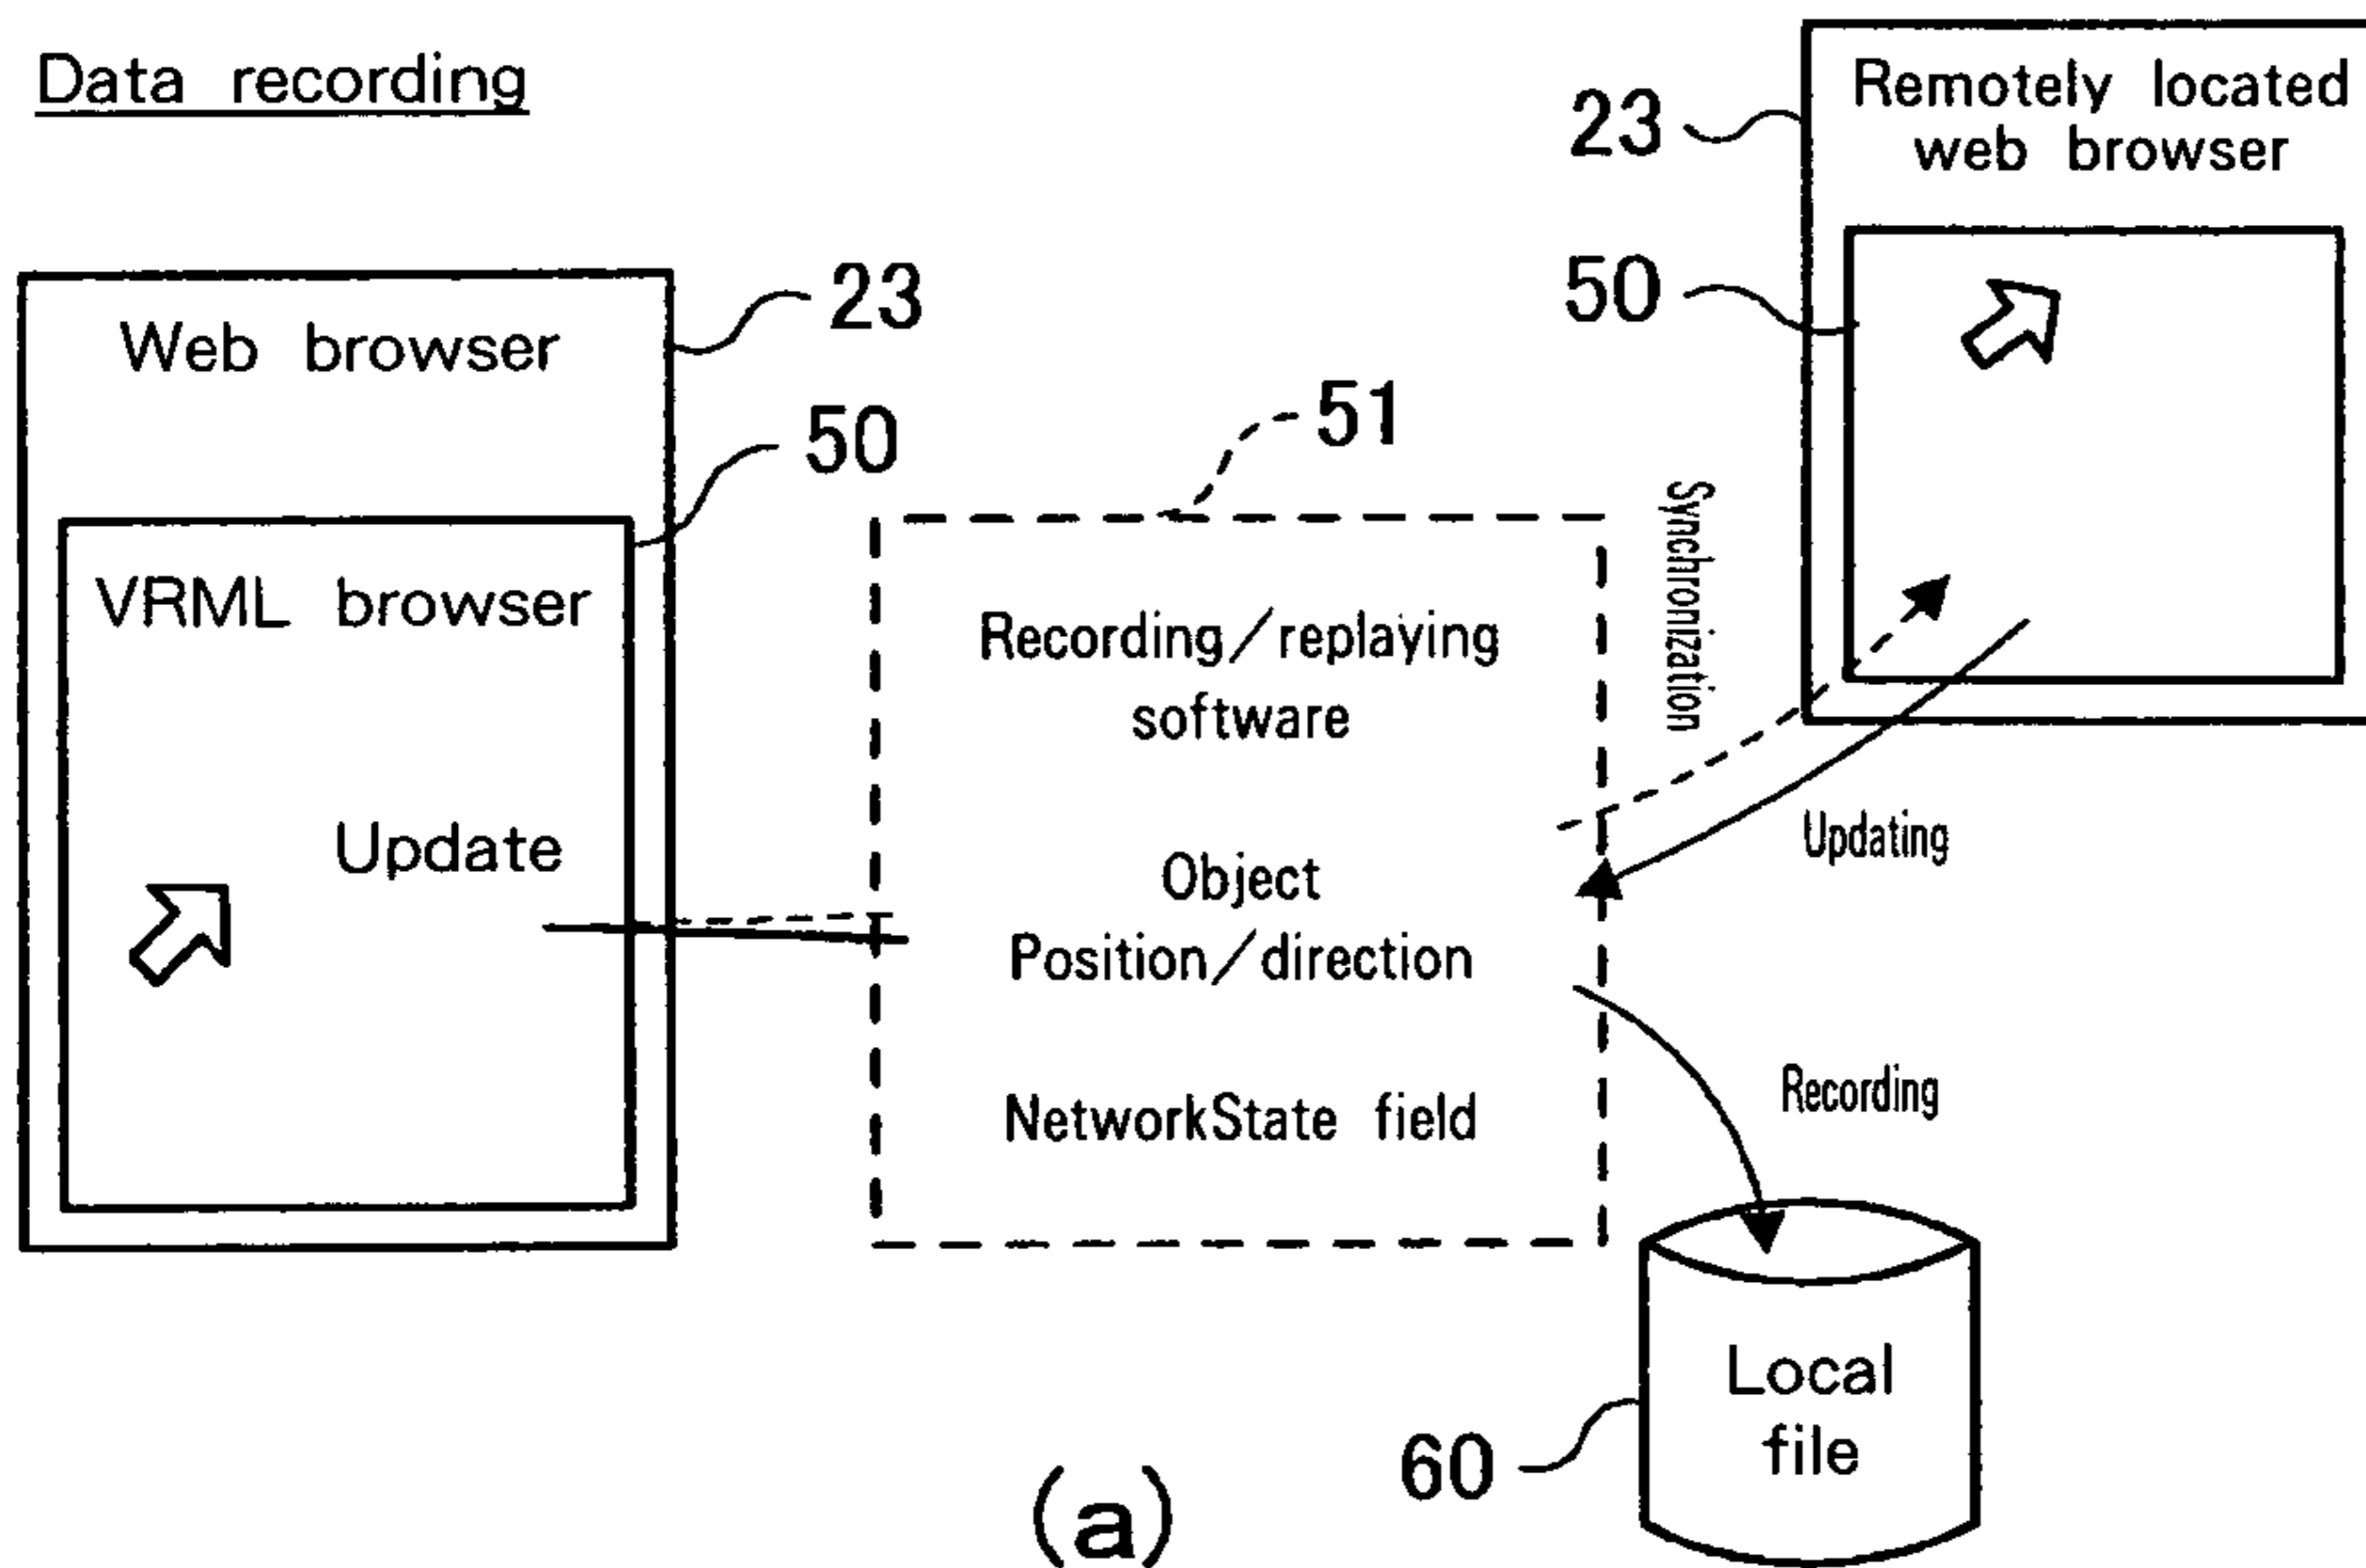 Data recording
23
Remotely located
web browser
50
23
Web browser
50
VRML browser
Update
51
Recording/replaying
software
Object
Position/direction
NetworkState field
Synchronization
Updating
Recording
Local
file
60
(a)